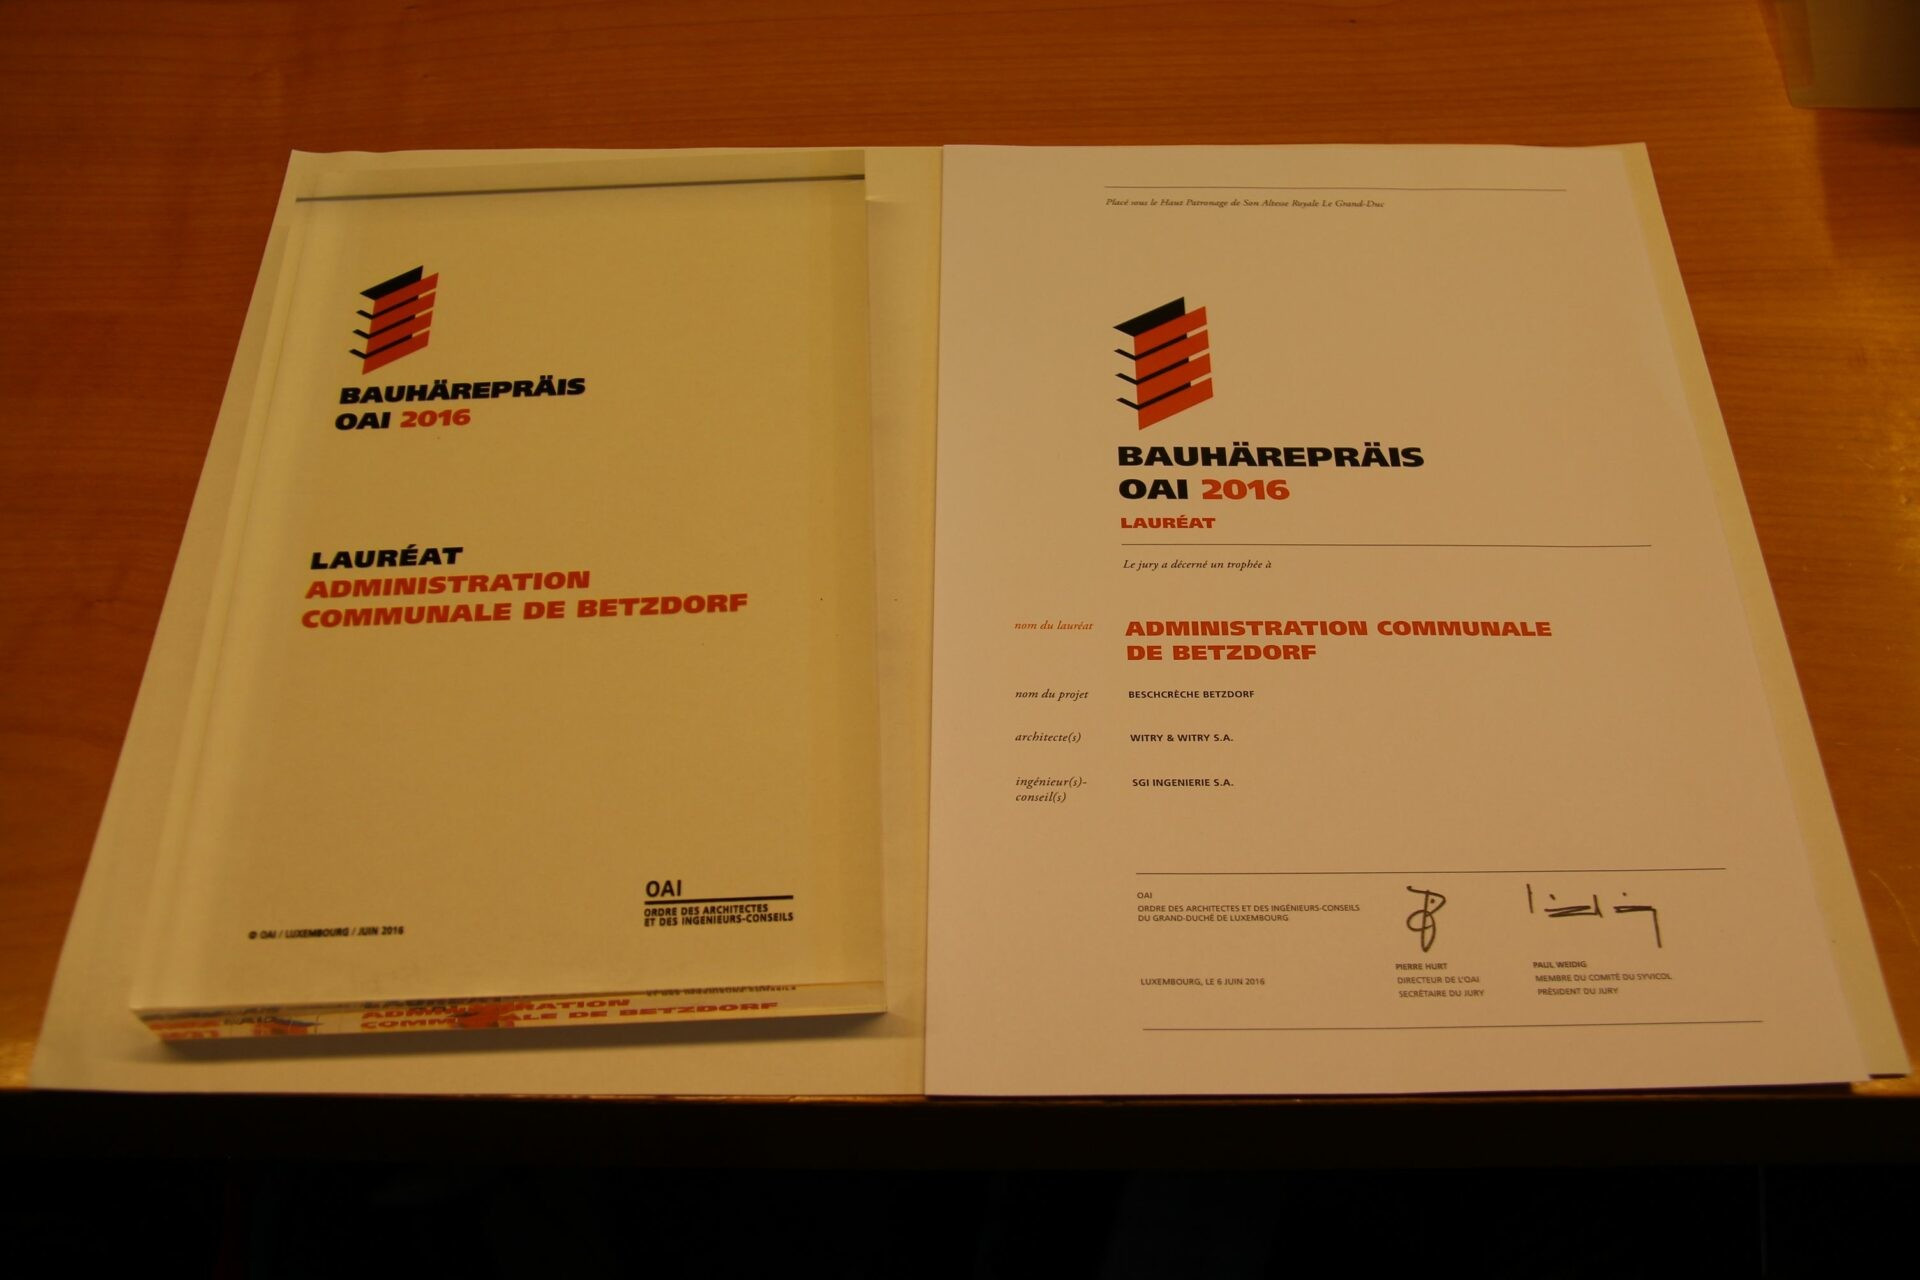 BAUHÄREPRÄIS
OAI 2016
LAURÉAT
ADMINISTRATION
COMMUNALE DE BETZDORF
OAI
ORDRE DES ARCHITECTES
ET DES INGÉNIEURS-CONSEILS
© OAI / LUXEMBOURG / JUIN 2016
ADMINISTRATION
COMMUNALE DE BETZDORF
Placé sous le Haut Patronage de Son Altesse Royale Le Grand-Duc
BAUHÄREPRÄIS
OAI 2016
LAURÉAT
Le jury a décerné un trophée à
nom du lauréat ADMINISTRATION COMMUNALE
DE BETZDORF
nom du projet BESCHCRÈCHE BETZDORF
architecte(s) WITRY & WITRY S.A.
ingénieur(s)- SGI INGENIERIE S.A.
conseil(s)
OAI
ORDRE DES ARCHITECTES ET DES INGÉNIEURS-CONSEILS
DU GRAND-DUCHÉ DE LUXEMBOURG
LUXEMBOURG, LE 6 JUIN 2016
PIERRE HURT
DIRECTEUR DE L'OAI
SECRÉTAIRE DU JURY
PAUL WEIDIG
MEMBRE DU COMITÉ DU SYVICOL
PRÉSIDENT DU JURY